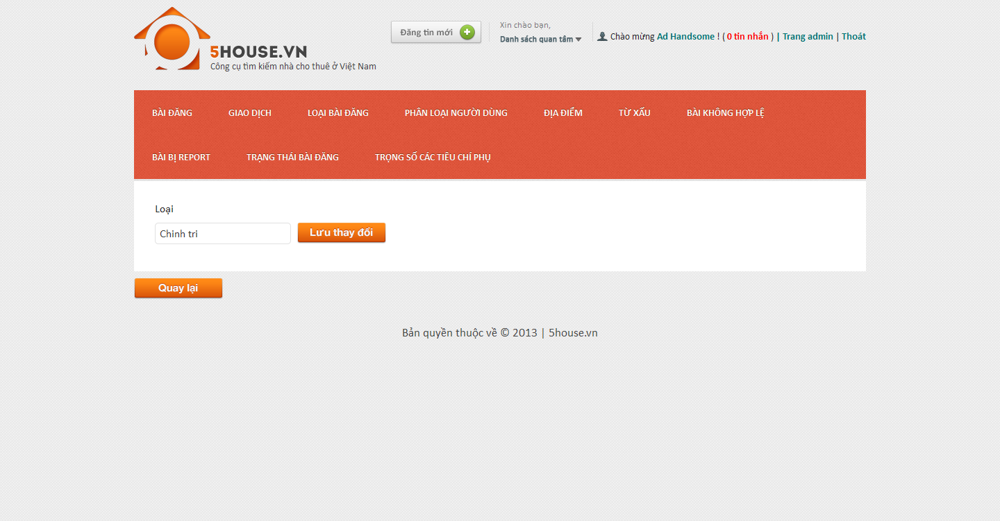 5HOUSE.VN
Công cụ tìm kiếm nhà cho thuê ở Việt Nam
Đăng tin mới
Xin chào bạn,
Danh sách quan tâm
Chào mừng Ad Handsome ! ( 0 tin nhắn ) | Trang admin | Thoát
BÀI ĐĂNG GIAO DỊCH LOẠI BÀI ĐĂNG PHÂN LOẠI NGƯỜI DÙNG ĐỊA ĐIỂM TỪ XẤU BÀI KHÔNG HỢP LỆ
BÀI BỊ REPORT TRẠNG THÁI BÀI ĐĂNG TRỌNG SỐ CÁC TIÊU CHÍ PHỤ
Loại
Chinh tri
Lưu thay đổi
Quay lại
Bản quyền thuộc về © 2013 | 5house.vn